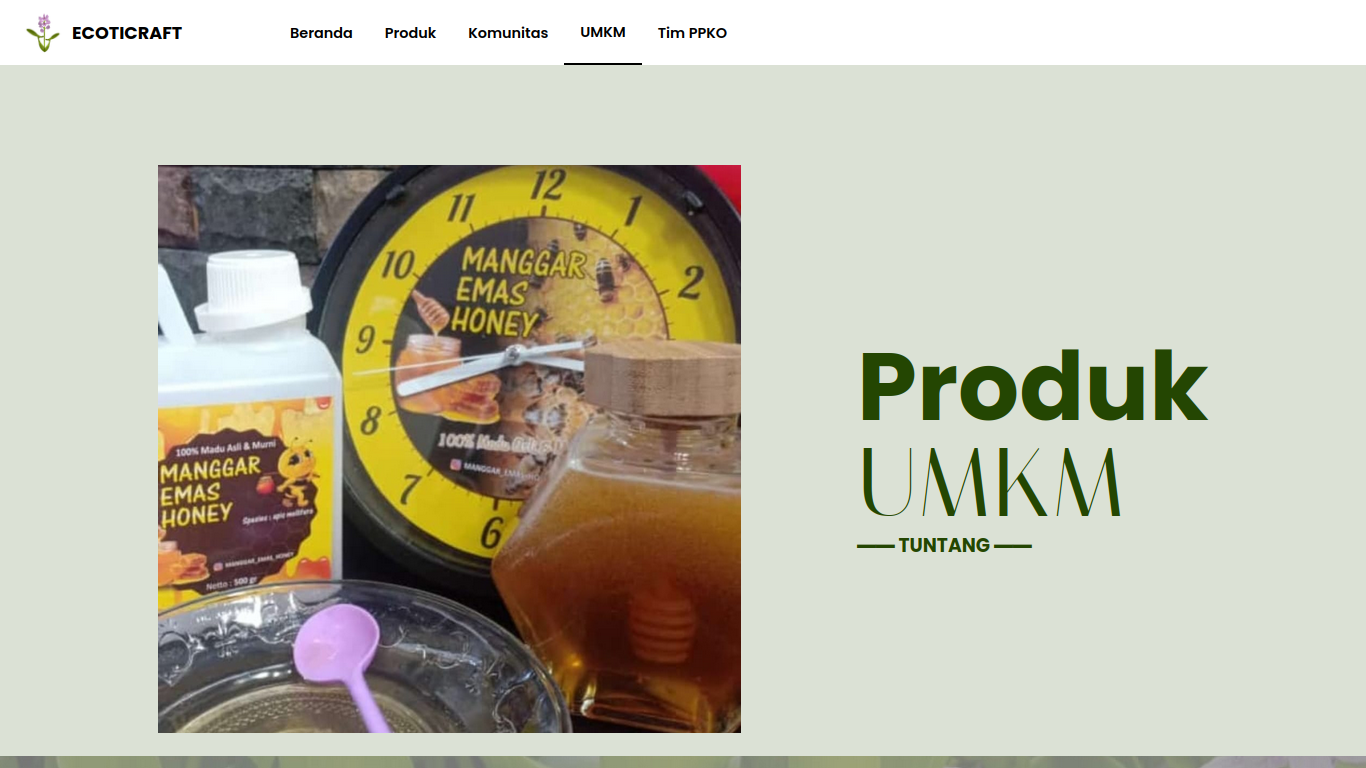 ECOTICRAFT
Beranda
Produk
Komunitas
UMKM
Tim PPKO
12
11
1
10
2
9
8
7
6
MANGGAR
EMAS
HONEY
100% Madu Asli
MANGGAR_EMAS
100% Madu Asli & Murni
MANGGAR
EMAS
HONEY
Spesies : apis mellifera
MANGGAR_EMAS_HONEY
Netto : 500 gr
Produk
UMKM
TUNTANG